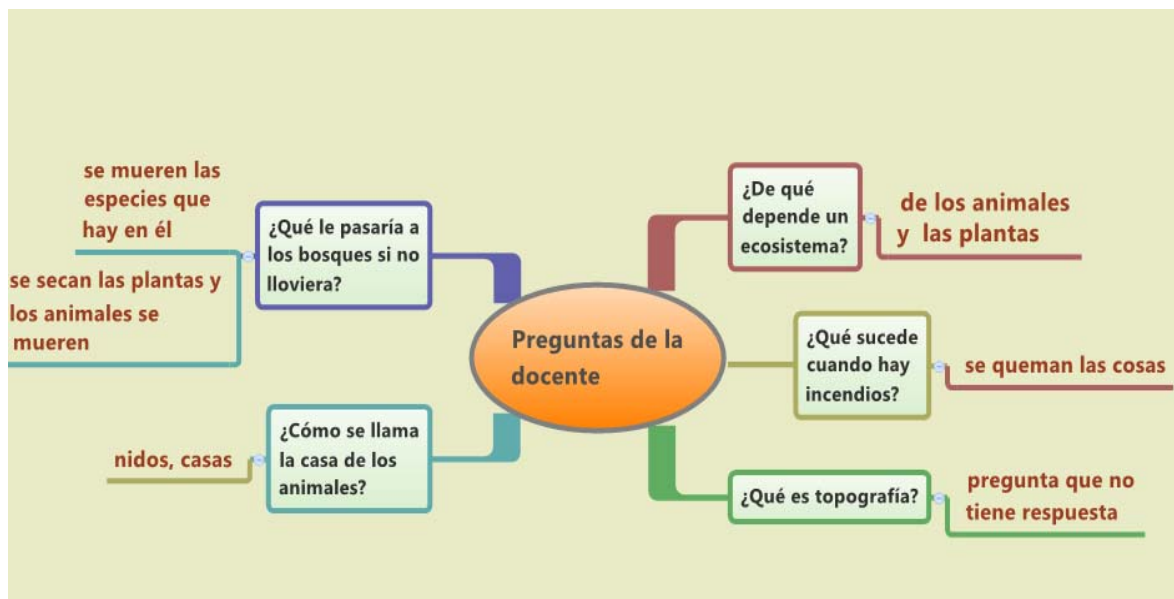 Preguntas de la
docente
¿De qué
depende un
ecosistema?
de los animales
y las plantas
¿Qué sucede
cuando hay
incendios?
se queman las cosas
¿Qué es topografía?
pregunta que no
tiene respuesta
¿Qué le pasaría a
los bosques si no
lloviera?
se mueren las
especies que
hay en él
se secan las plantas y
los animales se
mueren
¿Cómo se llama
la casa de los
animales?
nidos, casas